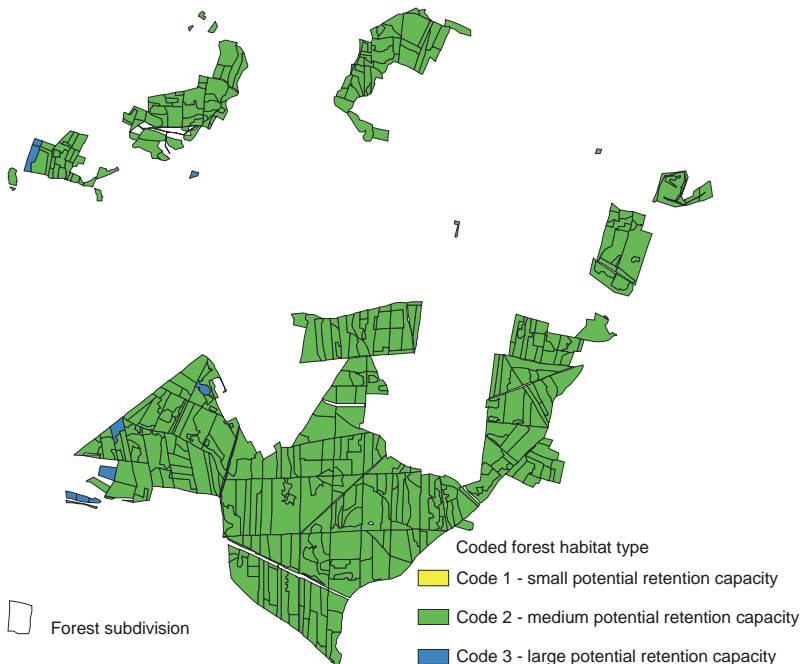 Coded forest habitat type
Code 1 - small potential retention capacity
Code 2 - medium potential retention capacity
Code 3 - large potential retention capacity
Forest subdivision